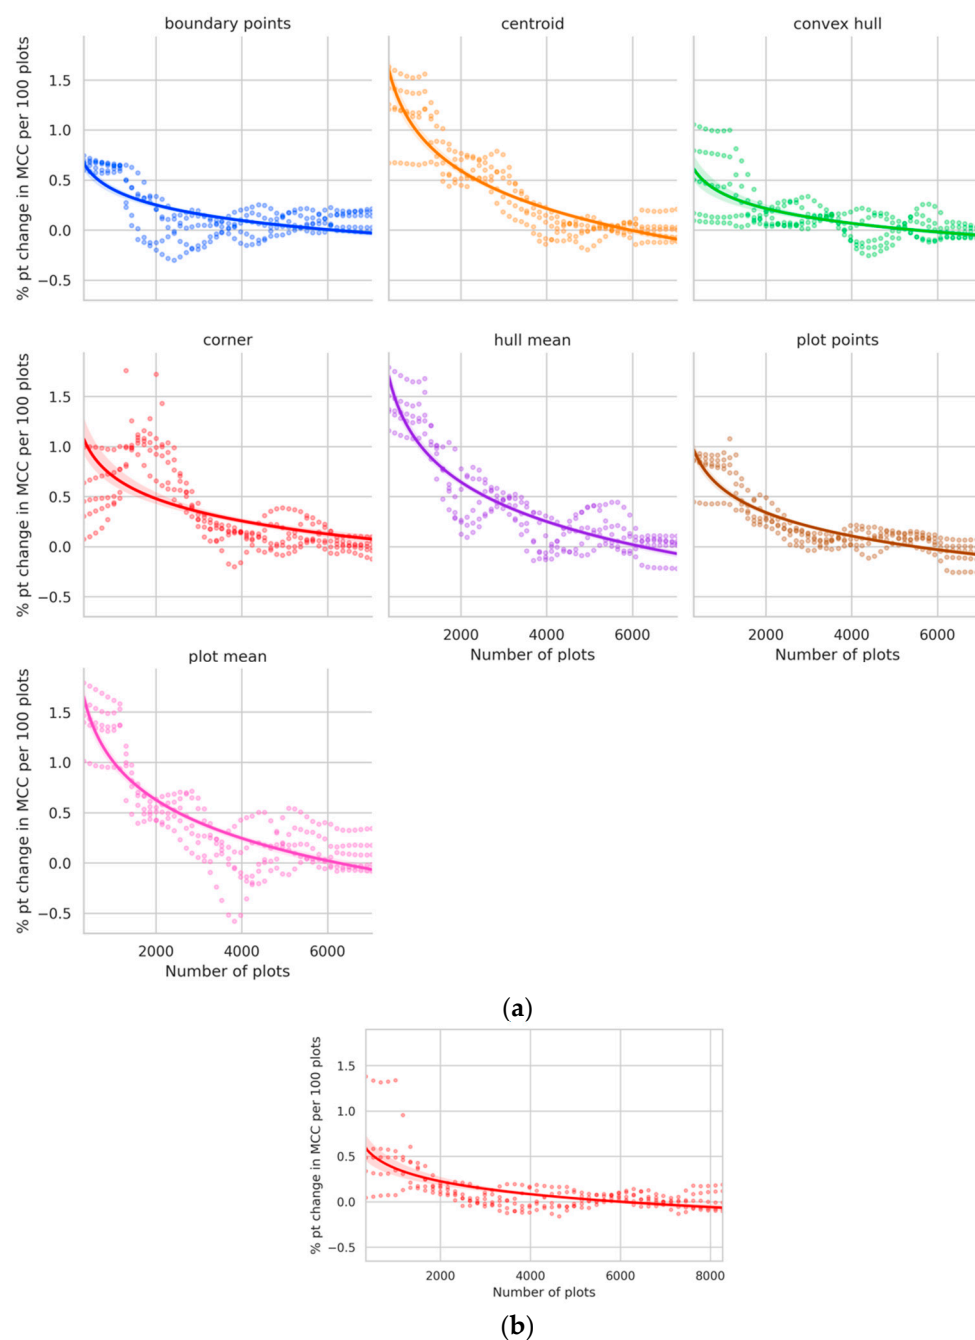 boundary points
centroid
convex hull
% pt change in MCC per 100 plots
1.5
1.0
0.5
0.0
−0.5
corner
hull mean
plot points
% pt change in MCC per 100 plots
1.5
1.0
0.5
0.0
−0.5
2000 4000 6000
Number of plots
2000 4000 6000
Number of plots
plot mean
% pt change in MCC per 100 plots
1.5
1.0
0.5
0.0
−0.5
2000 4000 6000
Number of plots
(a)
% pt change in MCC per 100 plots
1.5
1.0
0.5
0.0
−0.5
2000 4000 6000 8000
Number of plots
(b)